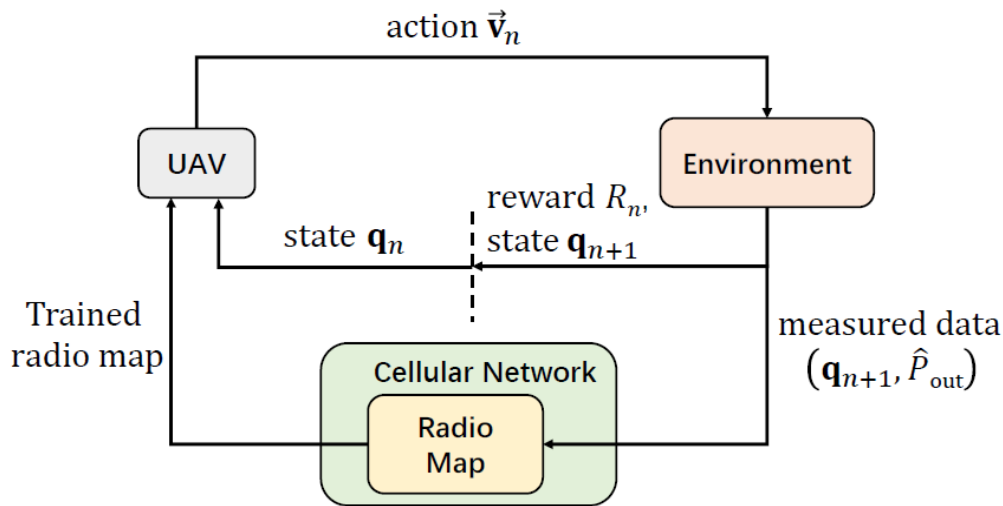 action v⃗ₙ
UAV
Environment
reward Rₙ,
state qₙ₊₁
state qₙ
Trained
radio map
measured data
(qₙ₊₁, P̂ₒᵤₜ)
Cellular Network
Radio
Map